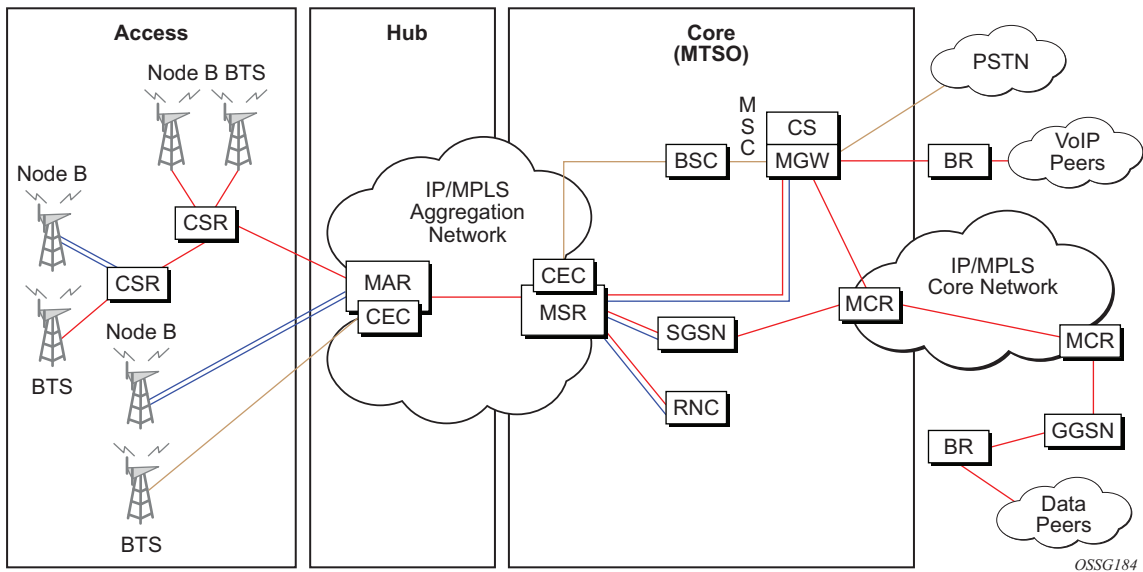 Access
Hub
Core
(MTSO)
Node B BTS
PSTN
M
S
C
CS
MGW
BSC
BR
VoIP
Peers
Node B
CSR
IP/MPLS
Aggregation
Network
CSR
MAR
CEC
CEC
MSR
IP/MPLS
Core Network
MCR
MCR
SGSN
RNC
BTS
Node B
GGSN
BR
BTS
Data
Peers
OSSG184